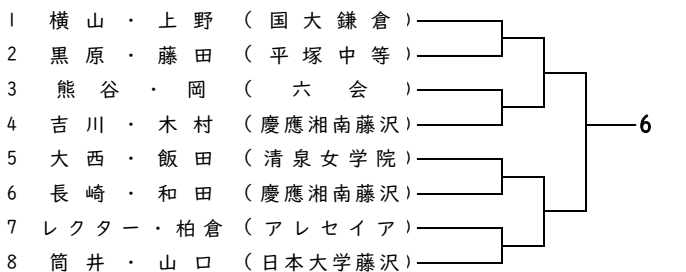 1 横山・上野 (国大鎌倉)
2 黒原・藤田 (平塚中等)
3 熊谷・岡 (六会)
4 吉川・木村 (慶應湘南藤沢)
5 大西・飯田 (清泉女学院)
6 長崎・和田 (慶應湘南藤沢)
7 レクター・柏倉 (アレセイア)
8 筒井・山口 (日本大学藤沢)
6